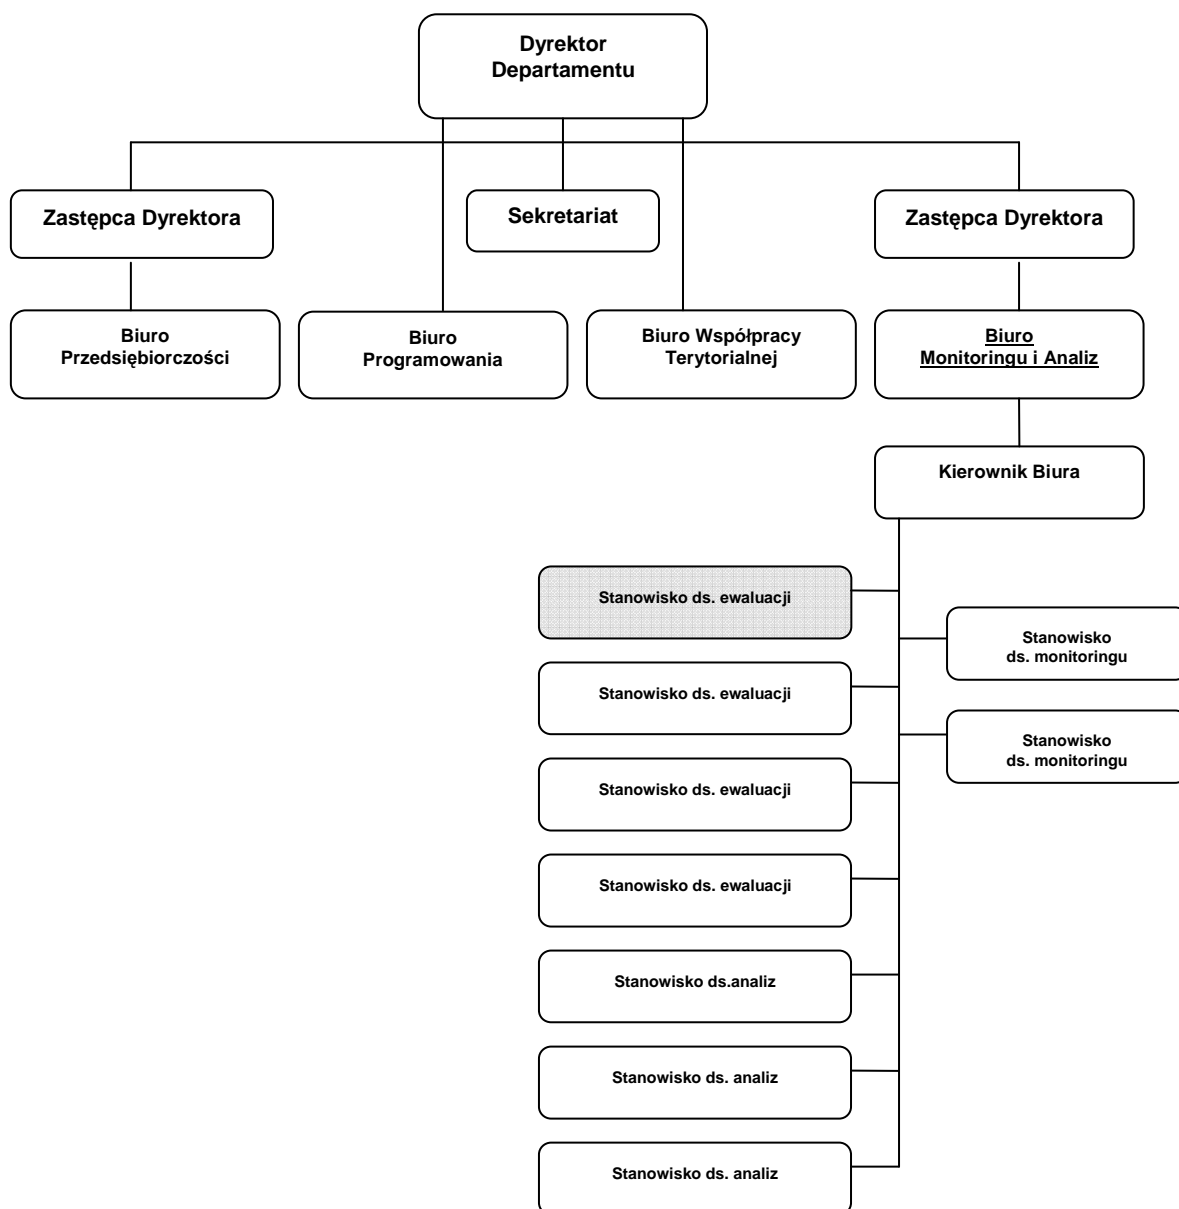 Dyrektor
Departamentu
Zastępca Dyrektora
Sekretariat
Zastępca Dyrektora
Biuro
Przedsiębiorczości
Biuro
Programowania
Biuro Współpracy
Terytorialnej
Biuro
Monitoringu i Analiz
Kierownik Biura
Stanowisko ds. ewaluacji
Stanowisko
ds. monitoringu
Stanowisko ds. ewaluacji
Stanowisko
ds. monitoringu
Stanowisko ds. ewaluacji
Stanowisko ds. ewaluacji
Stanowisko ds.analiz
Stanowisko ds. analiz
Stanowisko ds. analiz